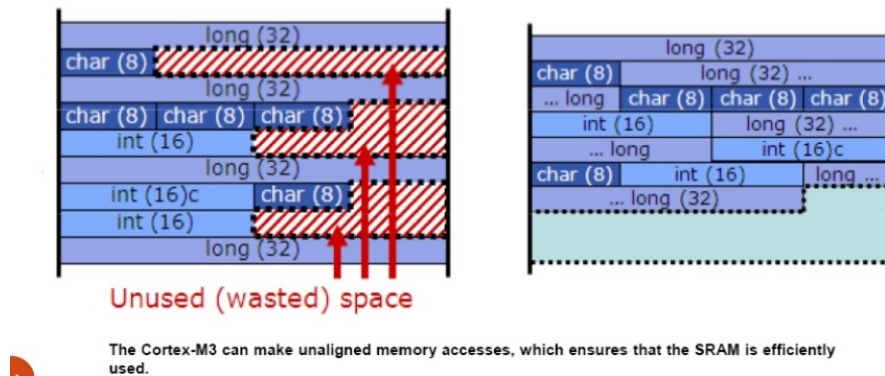 long (32)
char (8)
long (32)
char (8) char (8) char (8)
int (16)
long (32)
int (16)c char (8)
int (16)
long (32)
Unused (wasted) space
long (32)
char (8) long (32) ...
... long char (8) char (8) char (8)
int (16) long (32) ...
... long int (16)c
char (8) int (16) long ...
... long (32)
The Cortex-M3 can make unaligned memory accesses, which ensures that the SRAM is efficiently
used.